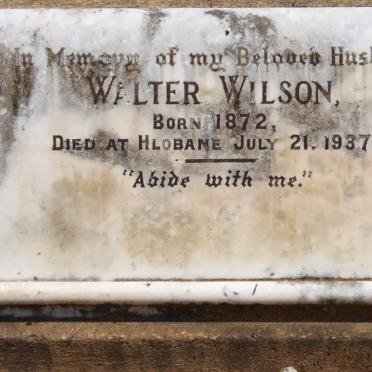 In Memory of my Beloved Husb
WALTER WILSON,
BORN 1872,
DIED AT HLOBANE JULY 21. 1937
"Abide with me."